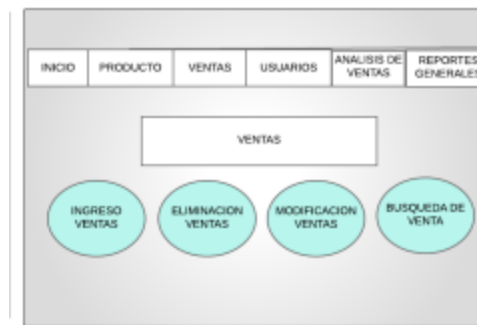 INICIO PRODUCTO VENTAS USUARIOS ANALISIS DE VENTAS REPORTES GENERALES
VENTAS
INGRESO VENTAS
ELIMINACION VENTAS
MODIFICACION VENTAS
BUSQUEDA DE VENTA